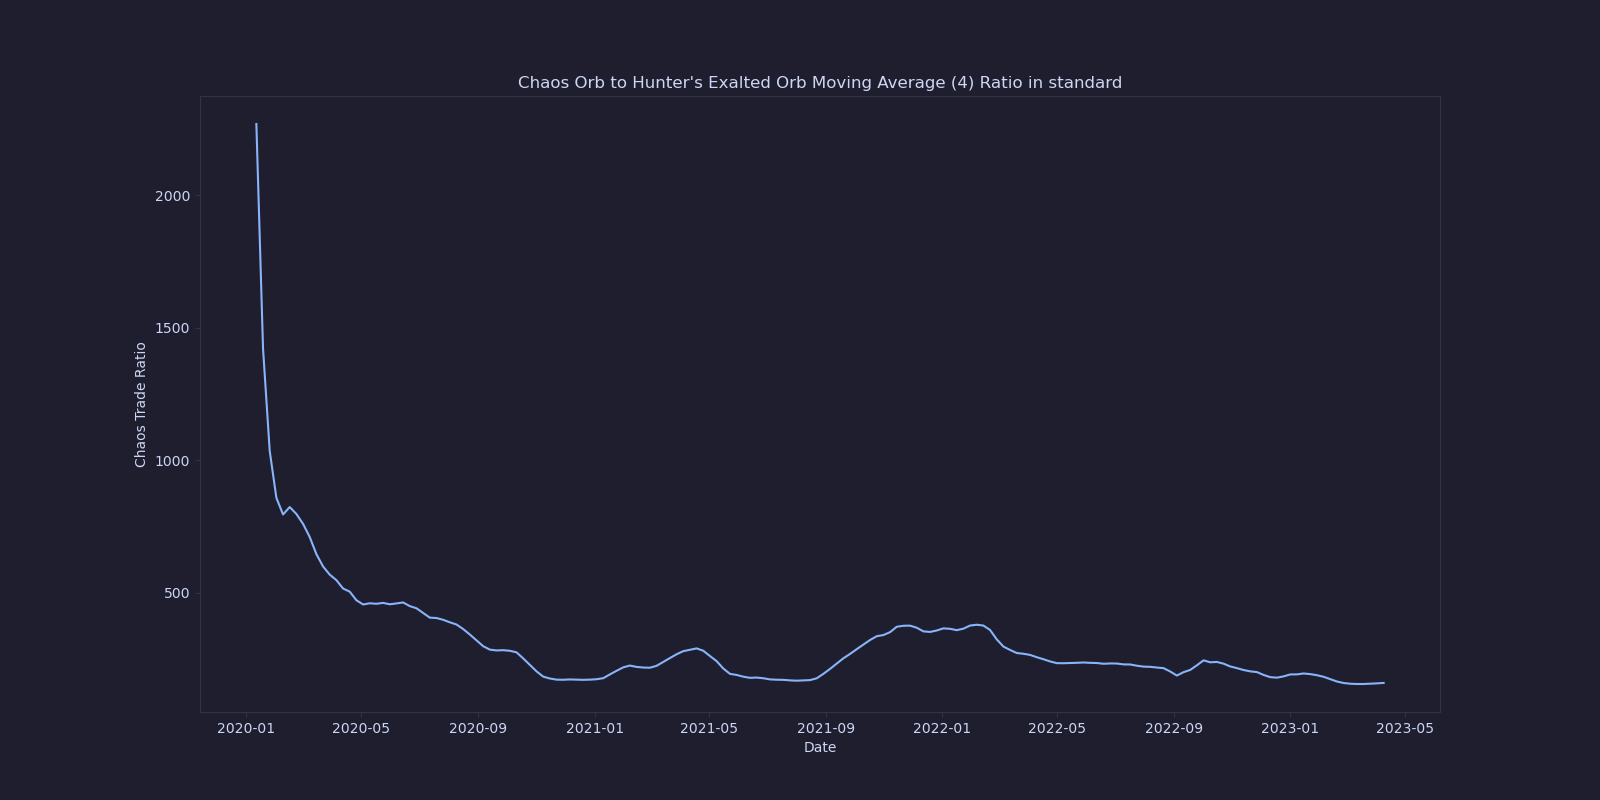 Chaos Orb to Hunter's Exalted Orb Moving Average (4) Ratio in standard
Chaos Trade Ratio
2000
1500
1000
500
2020-01 2020-05 2020-09 2021-01 2021-05 2021-09 2022-01 2022-05 2022-09 2023-01 2023-05
Date